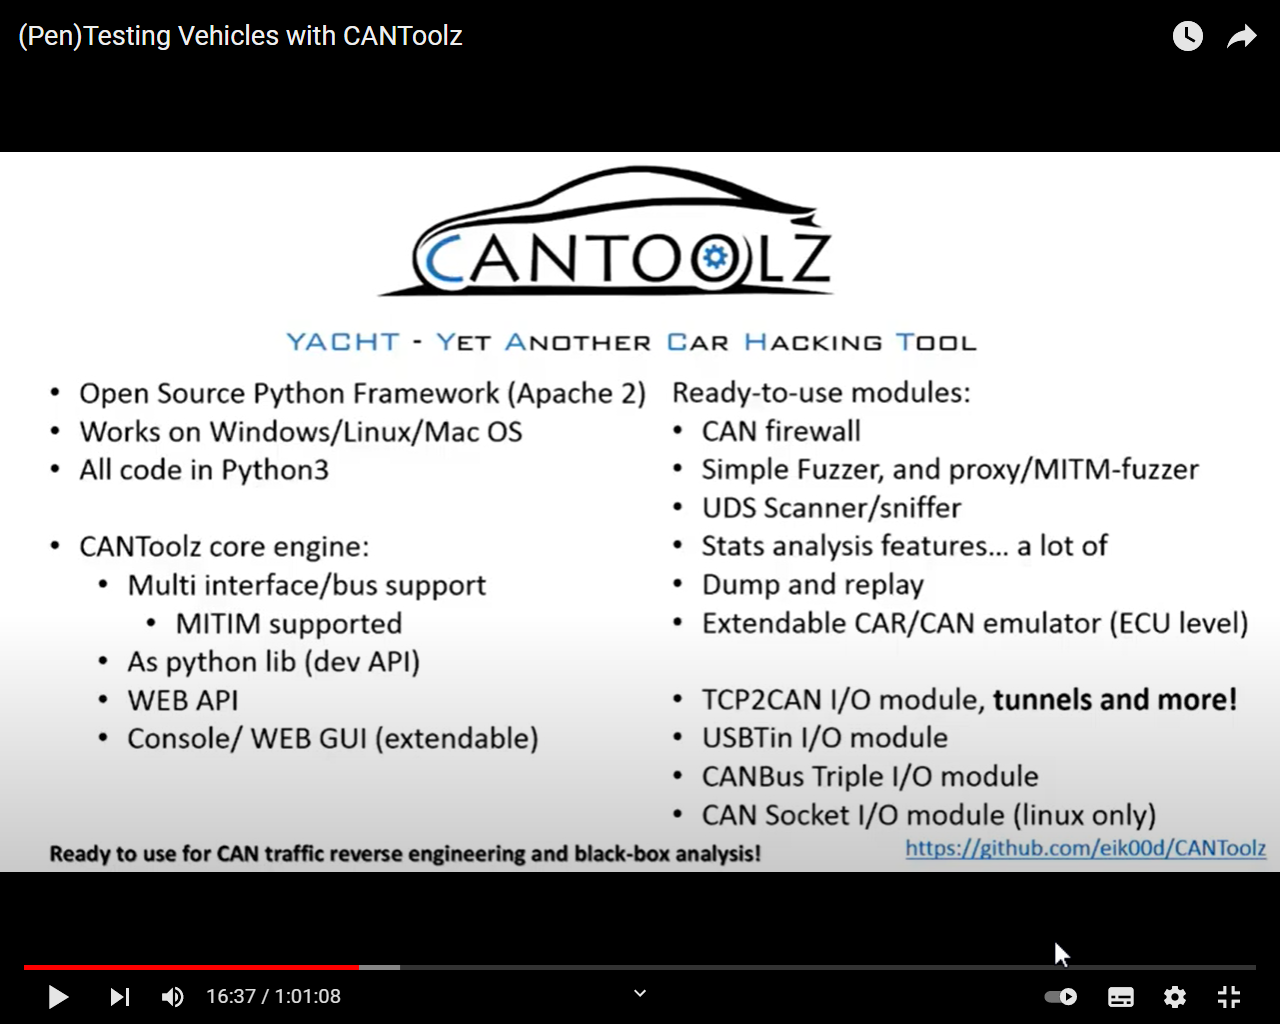 (Pen)Testing Vehicles with CANToolz
CANTOOLZ
YACHT - YET ANOTHER CAR HACKING TOOL
• Open Source Python Framework (Apache 2)
• Works on Windows/Linux/Mac OS
• All code in Python3
• CANToolz core engine:
• Multi interface/bus support
• MITIM supported
• As python lib (dev API)
• WEB API
• Console/ WEB GUI (extendable)
Ready-to-use modules:
• CAN firewall
• Simple Fuzzer, and proxy/MITM-fuzzer
• UDS Scanner/sniffer
• Stats analysis features... a lot of
• Dump and replay
• Extendable CAR/CAN emulator (ECU level)
• TCP2CAN I/O module, tunnels and more!
• USBTin I/O module
• CANBus Triple I/O module
• CAN Socket I/O module (linux only)
Ready to use for CAN traffic reverse engineering and black-box analysis!
https://github.com/eik00d/CANToolz
16:37 / 1:01:08